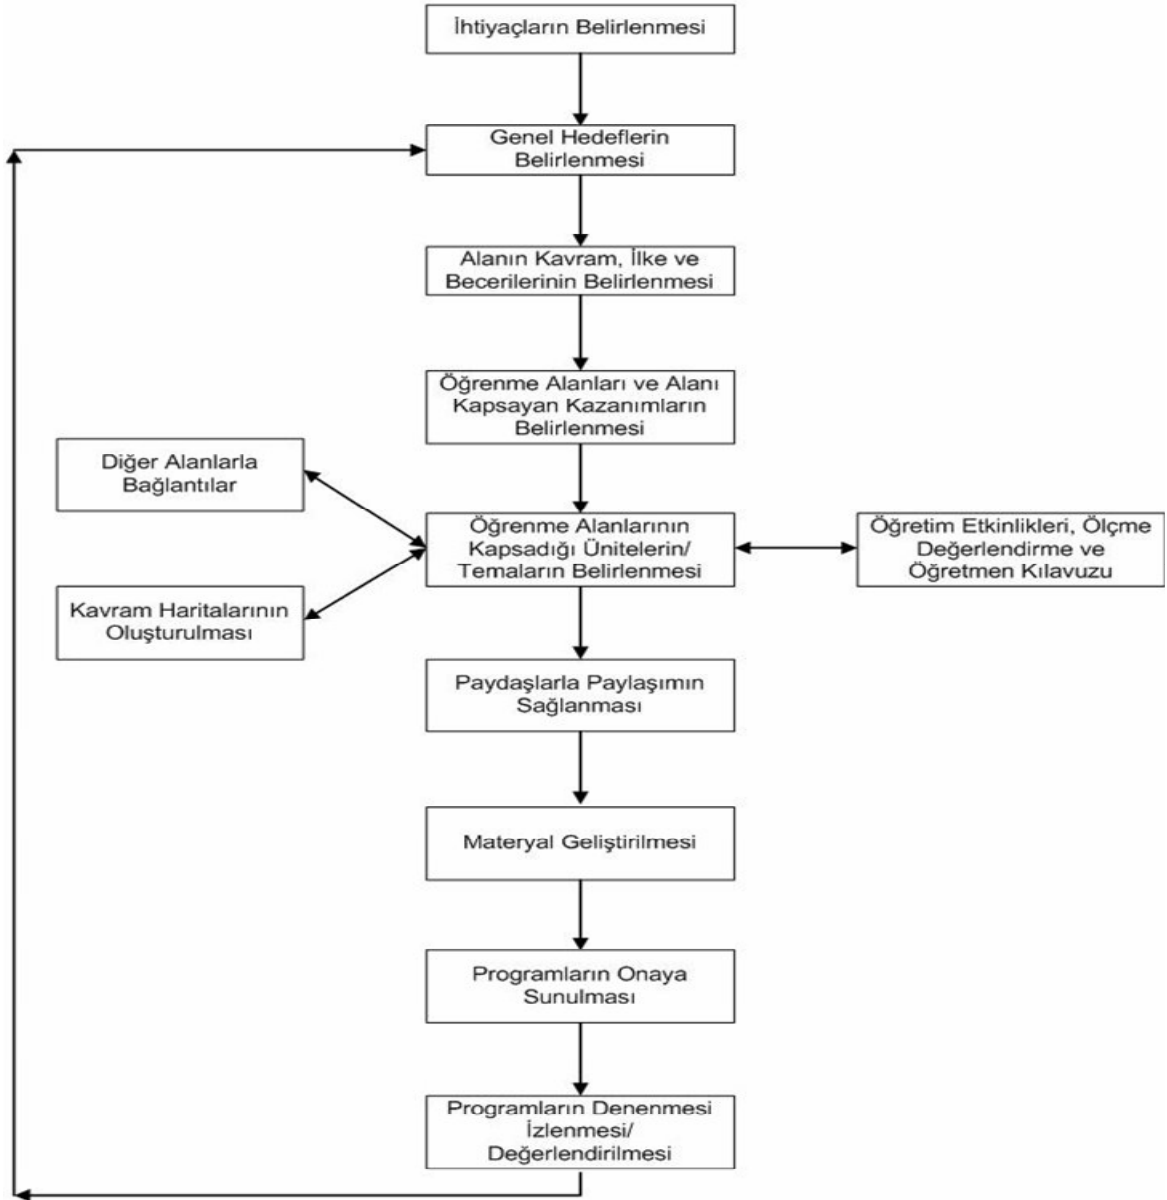 İhtiyaçların Belirlenmesi
Genel Hedeflerin
Belirlenmesi
Alanın Kavram, İlke ve
Becerilerinin Belirlenmesi
Öğrenme Alanları ve Alanı
Kapsayan Kazanımların
Belirlenmesi
Diğer Alanlarla
Bağlantılar
Öğrenme Alanlarının
Kapsadığı Ünitelerin/
Temaların Belirlenmesi
Öğretim Etkinlikleri, Ölçme
Değerlendirme ve
Öğretmen Kılavuzu
Kavram Haritalarının
Oluşturulması
Paydaşlarla Paylaşımın
Sağlanması
Materyal Geliştirilmesi
Programların Onaya
Sunulması
Programların Denenmesi
İzlenmesi/
Değerlendirilmesi